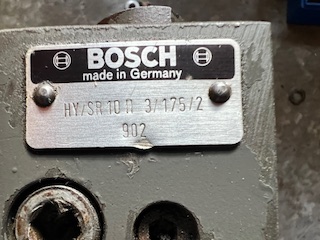 BOSCH
made in Germany
HY/SR 10 R 3/175/2
902